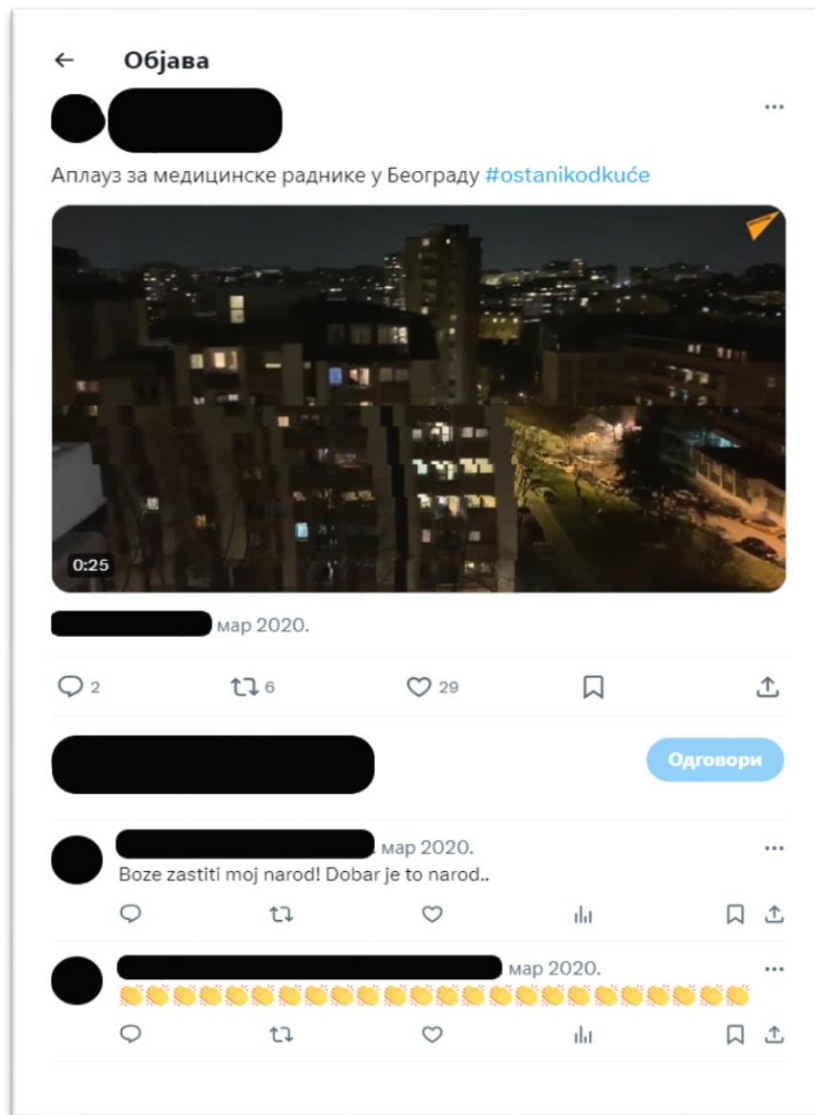 Објава
Аплауз за медицинске раднике у Београду #ostanikodkuće
0:25
мар 2020.
2 6 29
Одговори
мар 2020.
Boze zastiti moj narod! Dobar je to narod..
мар 2020.